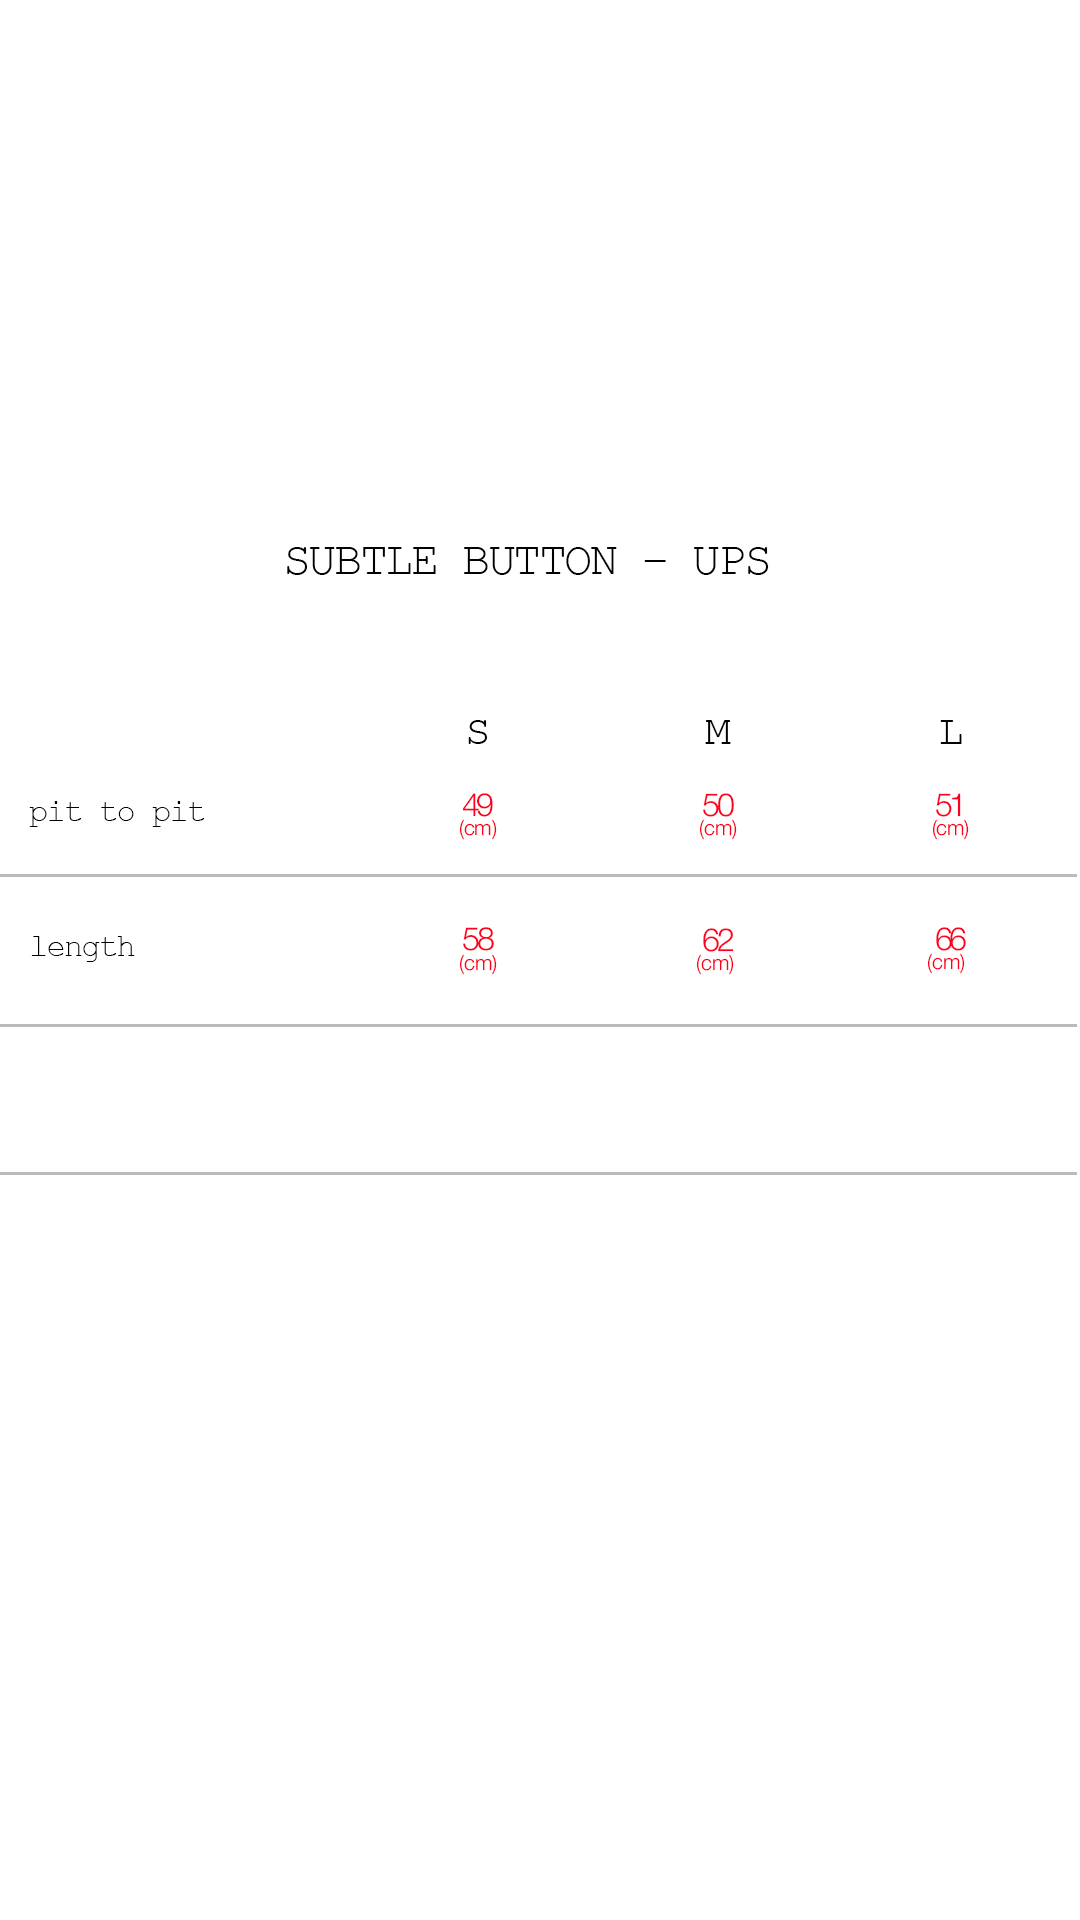 SUBTLE BUTTON - UPS
S M L
pit to pit 49 50 51
(cm) (cm) (cm)
length 58 62 66
(cm) (cm) (cm)